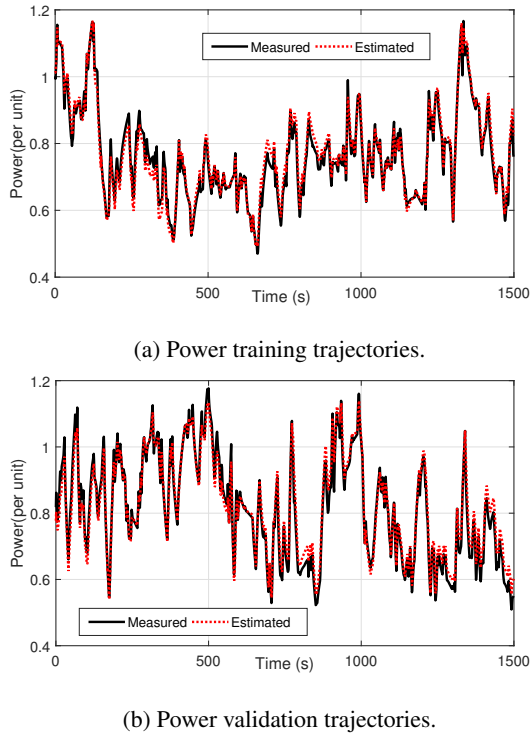 1.2
Measured
Estimated
1
Power(per unit)
0.8
0.6
0.4
0
500
1000
1500
Time (s)
(a) Power training trajectories.
1.2
1
Power(per unit)
0.8
0.6
Measured
Estimated
0.4
0
500
1000
1500
Time (s)
(b) Power validation trajectories.